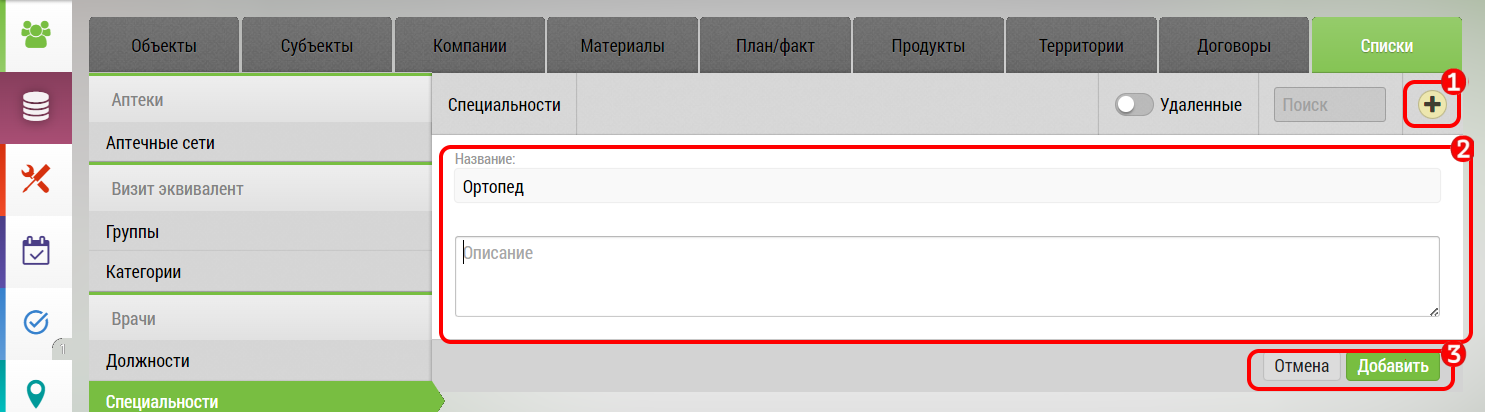 Объекты
Субъекты
Компании
Материалы
План/факт
Продукты
Территории
Договоры
Списки
Аптеки
Аптечные сети
Визит эквивалент
Группы
Категории
Врачи
Должности
Специальности
1
Специальности
Удаленные
Поиск
1
2
Название:
Ортопед
Описание
3
Отмена
Добавить